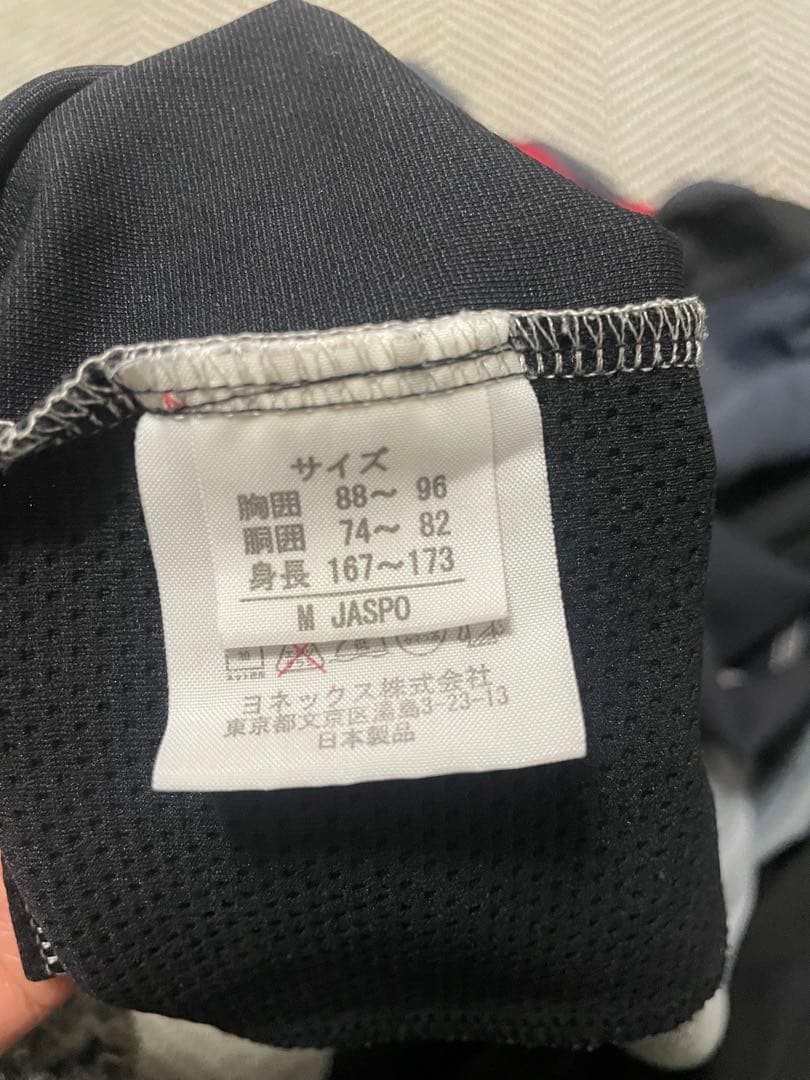 サイズ
胸囲 88～ 96
胴囲 74～ 82
身長 167～173
M JASPO
30
ヨネックス株式会社
東京都文京区湯島3-23-13
日本製品